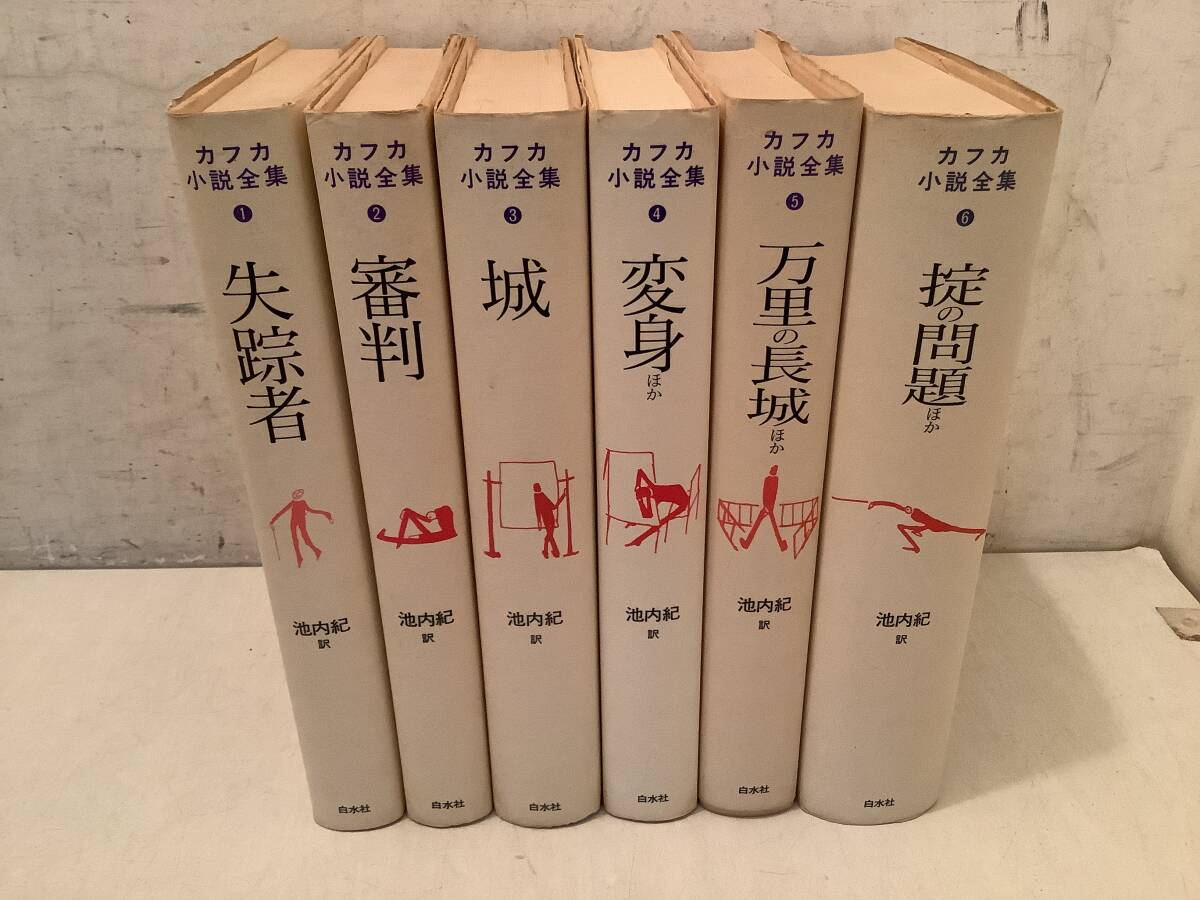 カフカ
小説全集
1
失踪者
池内紀
訳
白水社
カフカ
小説全集
2
審判
池内紀
訳
白水社
カフカ
小説全集
3
城
池内紀
訳
白水社
カフカ
小説全集
4
変身ほか
池内紀
訳
白水社
カフカ
小説全集
5
万里の長城ほか
池内紀
訳
白水社
カフカ
小説全集
6
掟の問題ほか
池内紀
訳
白水社